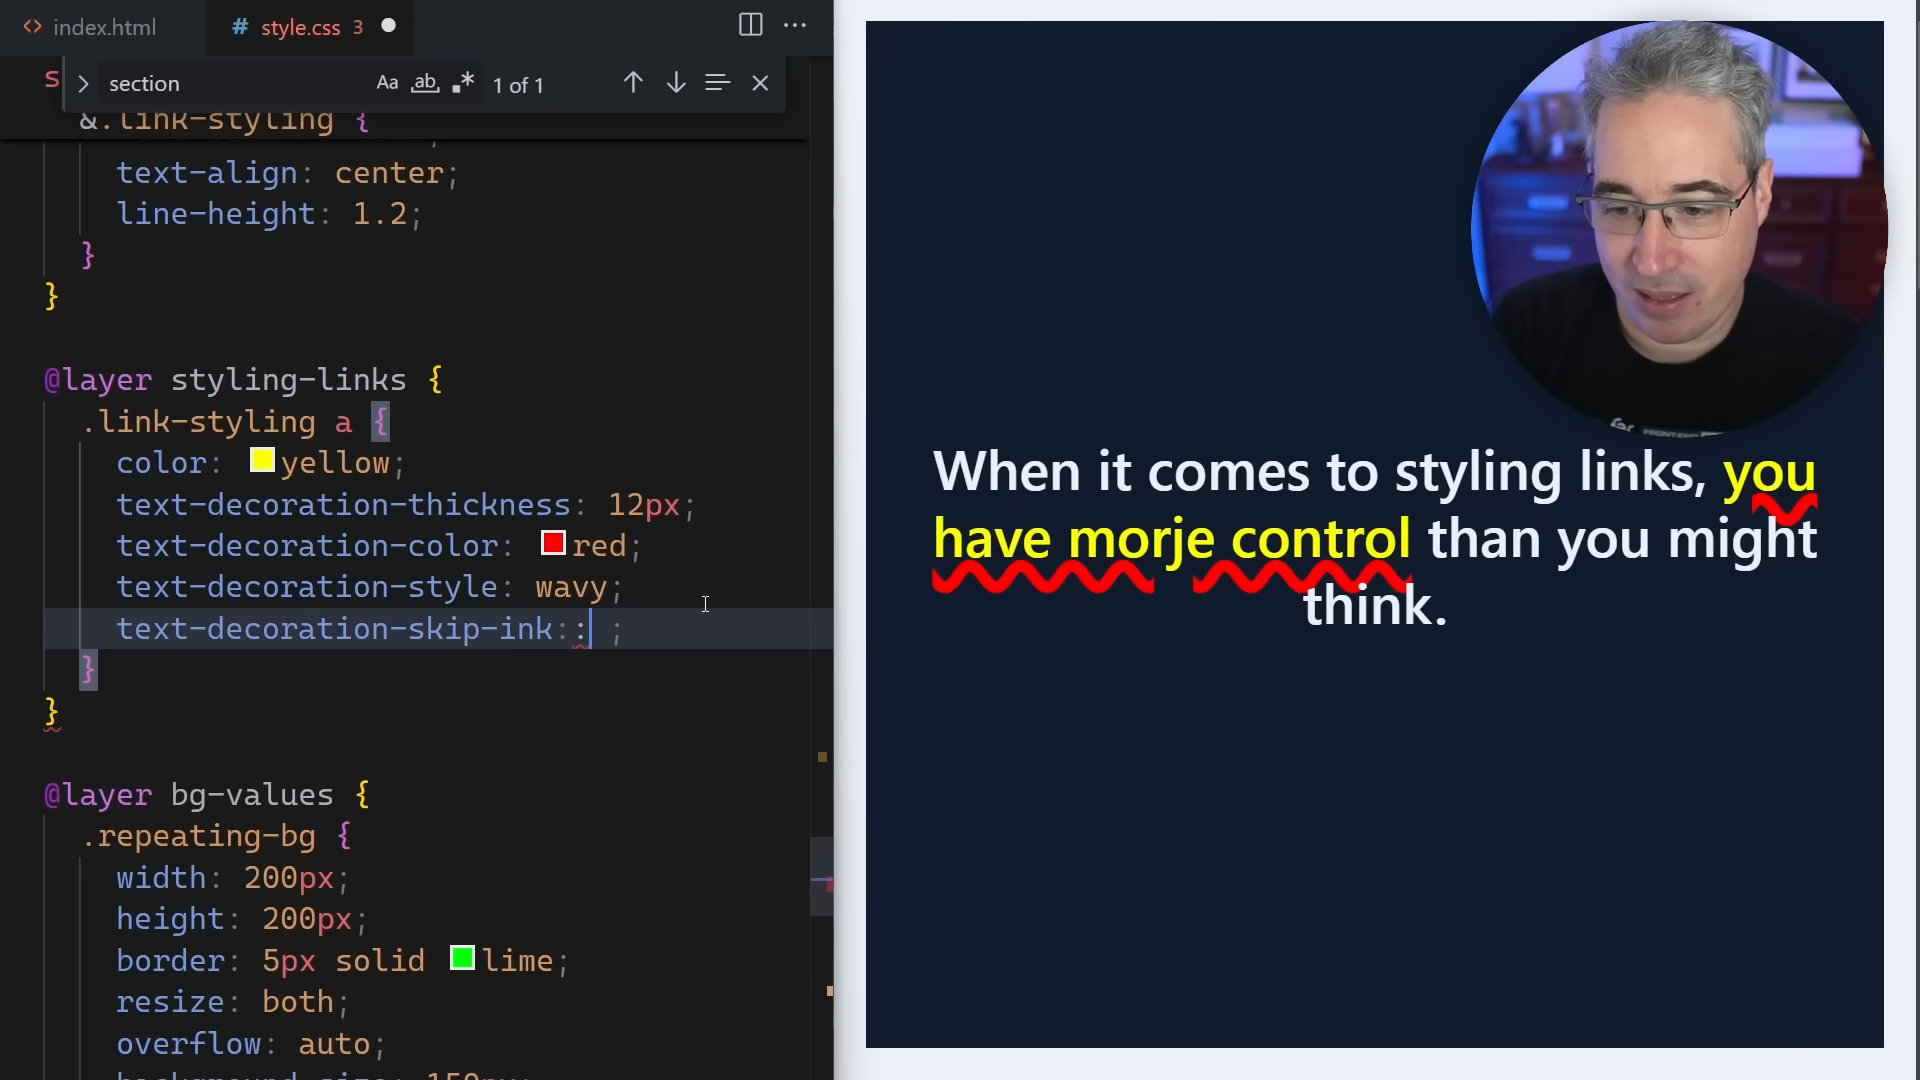 index.html
style.css 3
section
Aa ab 1 of 1
&.link-styling {
text-align: center;
line-height: 1.2;
}
}
@layer styling-links {
.link-styling a {
color: yellow;
text-decoration-thickness: 12px;
text-decoration-color: red;
text-decoration-style: wavy;
text-decoration-skip-ink:: ;
}
}
@layer bg-values {
.repeating-bg {
width: 200px;
height: 200px;
border: 5px solid lime;
resize: both;
overflow: auto;
When it comes to styling links, you
have morje control than you might
think.